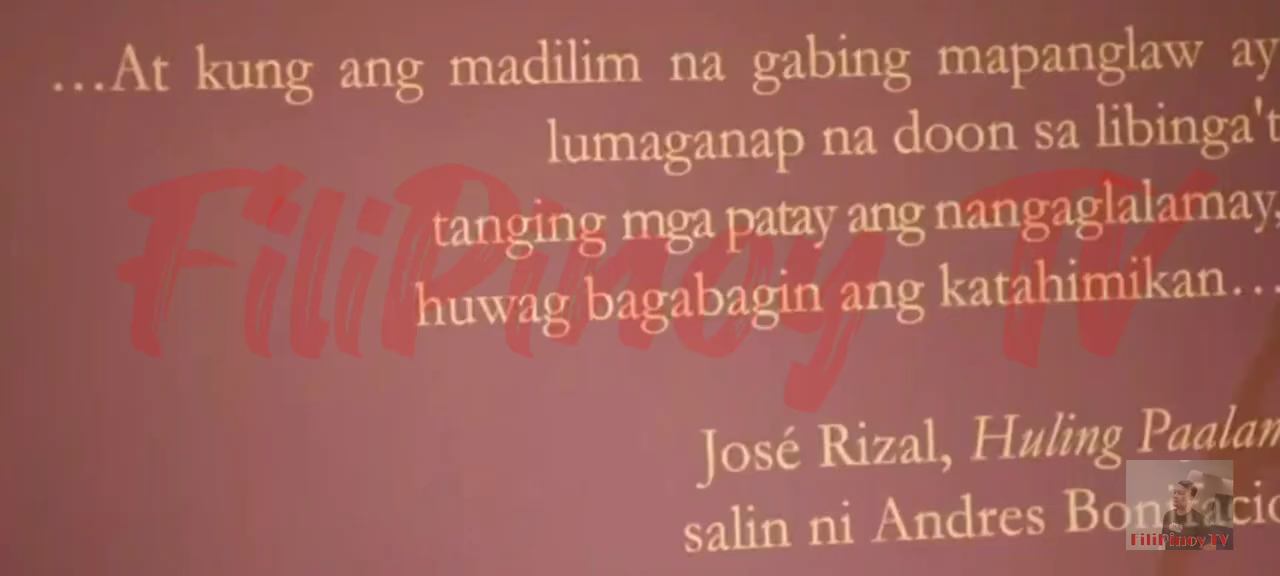 ...At kung ang madilim na gabing mapanglaw ay
lumaganap na doon sa libinga't
tanging mga patay ang nangaglalamay,
huwag bagabagin ang katahimikan...
José Rizal, Huling Paalam
salin ni Andres Bonifacio
FiliPinoy TV
FiliPinoy TV